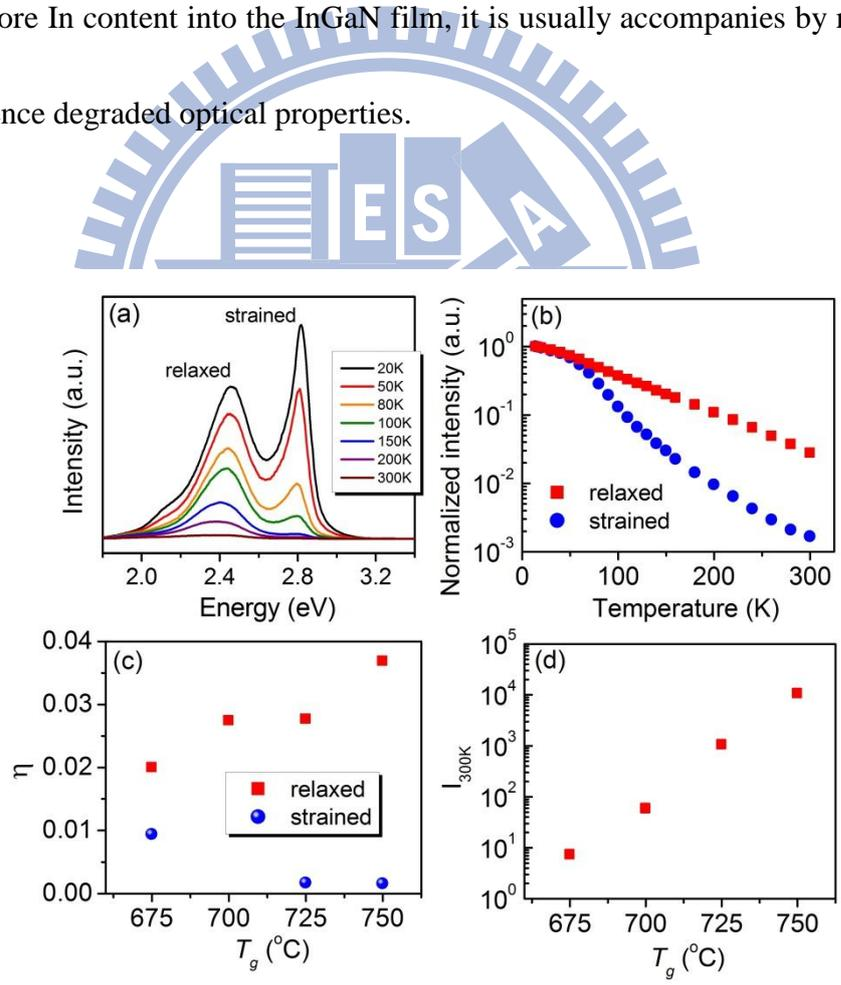 ore In content into the InGaN film, it is usually accompanies by
ence degraded optical properties.
E S A
(a)
strained
relaxed
20K
50K
80K
100K
150K
200K
300K
Intensity (a.u.)
2.0 2.4 2.8 3.2
Energy (eV)
(b)
Normalized intensity (a.u.)
10^0
10^-1
10^-2
10^-3
relaxed
strained
0 100 200 300
Temperature (K)
(c)
η
0.04
0.03
0.02
0.01
0.00
relaxed
strained
675 700 725 750
T_g (°C)
(d)
I_300K
10^5
10^4
10^3
10^2
10^1
10^0
675 700 725 750
T_g (°C)